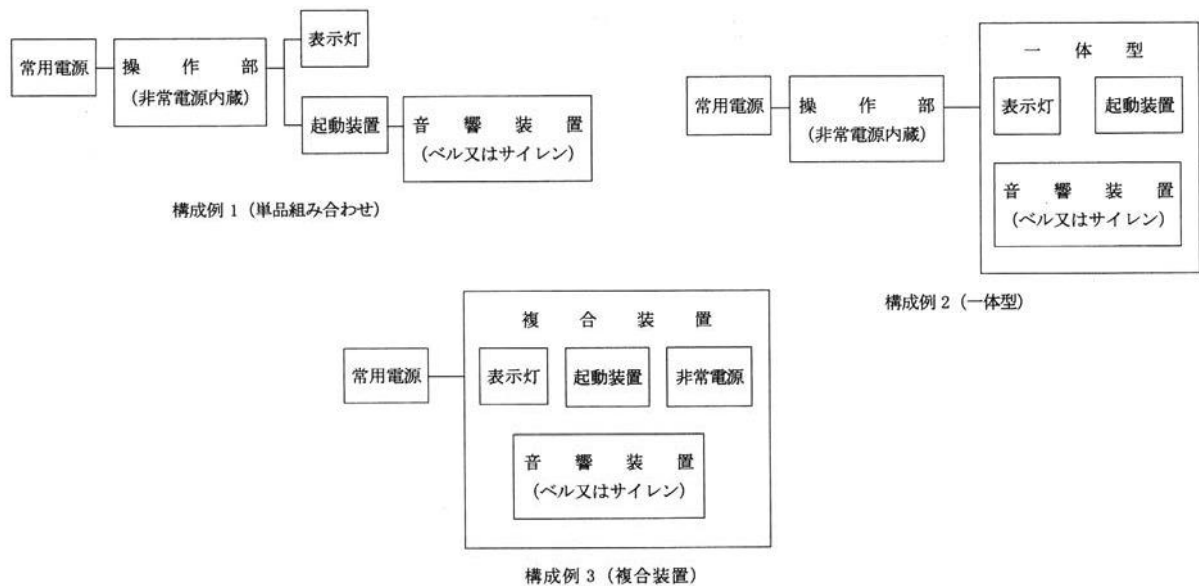 常用電源
操作部
(非常電源内蔵)
表示灯
起動装置
音響装置
(ベル又はサイレン)
構成例 1 (単品組み合わせ)
常用電源
操作部
(非常電源内蔵)
一体型
表示灯
起動装置
音響装置
(ベル又はサイレン)
構成例 2 (一体型)
常用電源
複合装置
表示灯
起動装置
非常電源
音響装置
(ベル又はサイレン)
構成例 3 (複合装置)